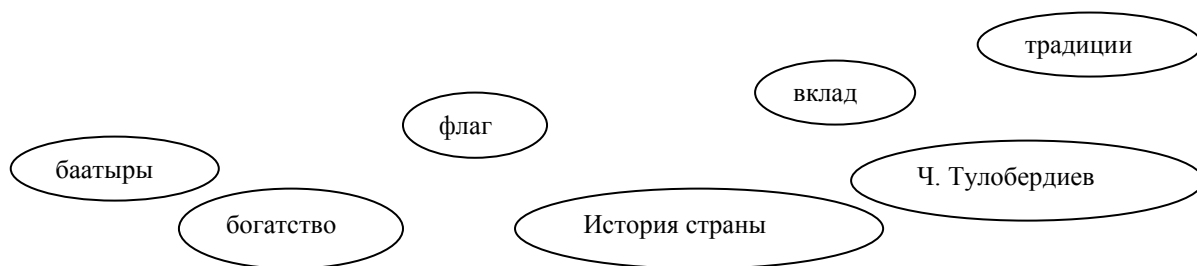 традиции
вклад
флаг
баатыры
Ч. Тулобердиев
богатство
История страны